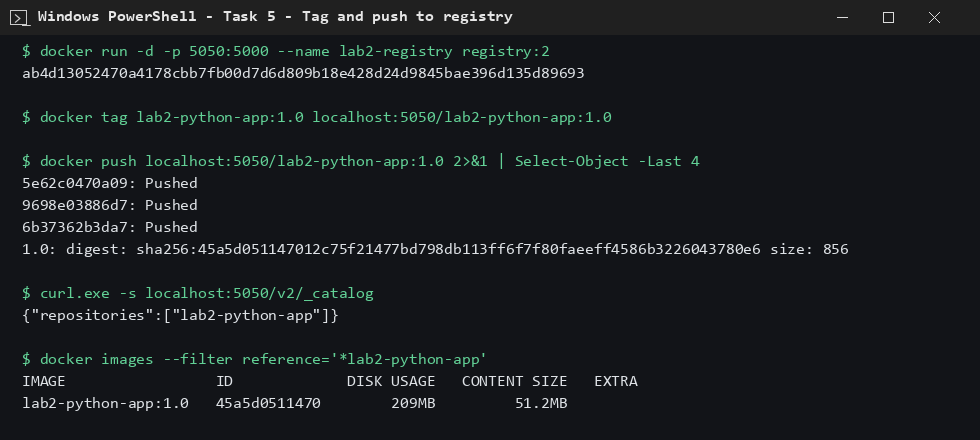 Windows PowerShell - Task 5 - Tag and push to registry
$ docker run -d -p 5050:5000 --name lab2-registry registry:2
ab4d13052470a4178cbb7fb00d7d6d809b18e428d24d9845bae396d135d89693
$ docker tag lab2-python-app:1.0 localhost:5050/lab2-python-app:1.0
$ docker push localhost:5050/lab2-python-app:1.0 2>&1 | Select-Object -Last 4
5e62c0470a09: Pushed
9698e03886d7: Pushed
6b37362b3da7: Pushed
1.0: digest: sha256:45a5d051147012c75f21477bd798db113ff6f7f80faeeff4586b3226043780e6 size: 856
$ curl.exe -s localhost:5050/v2/_catalog
{"repositories":["lab2-python-app"]}
$ docker images --filter reference='*lab2-python-app'
IMAGE ID DISK USAGE CONTENT SIZE EXTRA
lab2-python-app:1.0 45a5d0511470 209MB 51.2MB